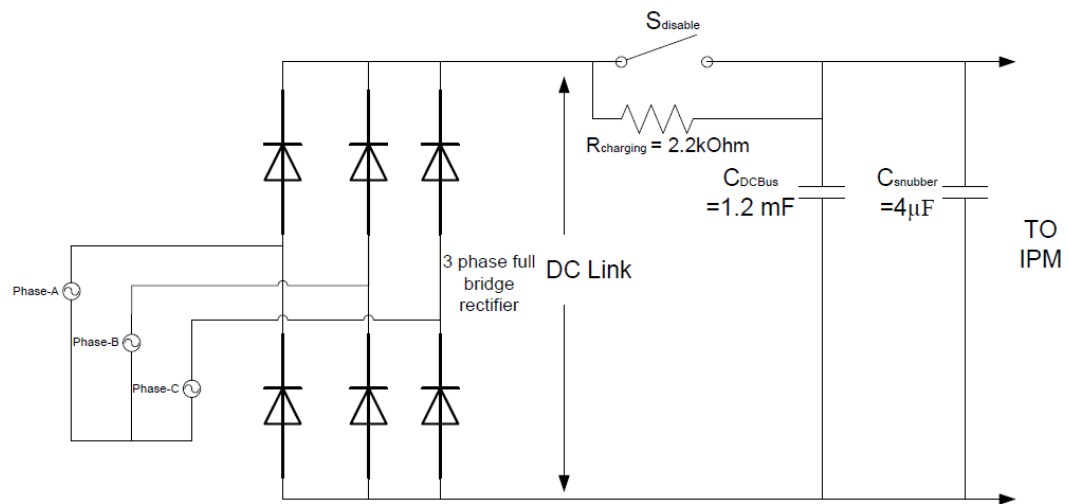 Sdisable
Rcharging = 2.2kOhm
CDCBus
=1.2 mF
Csnubber
=4µF
TO
IPM
3 phase full
bridge
rectifier
DC Link
Phase-A
Phase-B
Phase-C